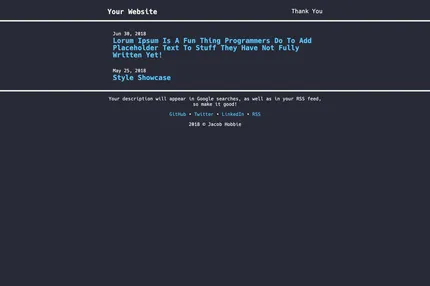 Your Website
Thank You
Jun 30, 2018
Lorum Ipsum Is A Fun Thing Programmers Do To Add
Placeholder Text To Stuff They Have Not Fully
Written Yet!
May 25, 2018
Style Showcase
Your description will appear in Google searches, as well as in your RSS feed,
so make it good!
GitHub • Twitter • LinkedIn • RSS
2018 © Jacob Hobbie